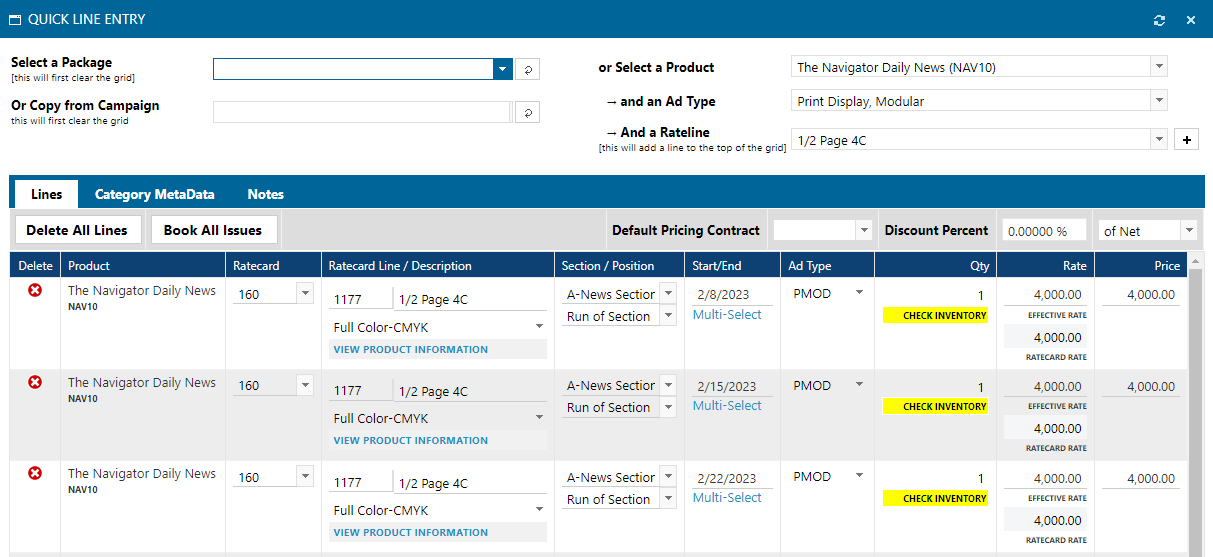 QUICK LINE ENTRY
Select a Package
[this will first clear the grid]
Or Copy from Campaign
this will first clear the grid
or Select a Product
The Navigator Daily News (NAV10)
→ and an Ad Type
Print Display, Modular
→ And a Rateline
[this will add a line to the top of the grid]
1/2 Page 4C
+
Lines Category MetaData Notes
Delete All Lines Book All Issues Default Pricing Contract Discount Percent 0.00000 % of Net
Delete Product Ratecard Ratecard Line / Description Section / Position Start/End Ad Type Qty Rate Price
The Navigator Daily News 160 1177 1/2 Page 4C A-News Section 2/8/2023 PMOD 1 4,000.00 4,000.00
NAV10 Full Color-CMYK Run of Section Multi-Select CHECK INVENTORY EFFECTIVE RATE
4,000.00
VIEW PRODUCT INFORMATION RATECARD RATE
The Navigator Daily News 160 1177 1/2 Page 4C A-News Section 2/15/2023 PMOD 1 4,000.00 4,000.00
NAV10 Full Color-CMYK Run of Section Multi-Select CHECK INVENTORY EFFECTIVE RATE
4,000.00
VIEW PRODUCT INFORMATION RATECARD RATE
The Navigator Daily News 160 1177 1/2 Page 4C A-News Section 2/22/2023 PMOD 1 4,000.00 4,000.00
NAV10 Full Color-CMYK Run of Section Multi-Select CHECK INVENTORY EFFECTIVE RATE
4,000.00
VIEW PRODUCT INFORMATION RATECARD RATE